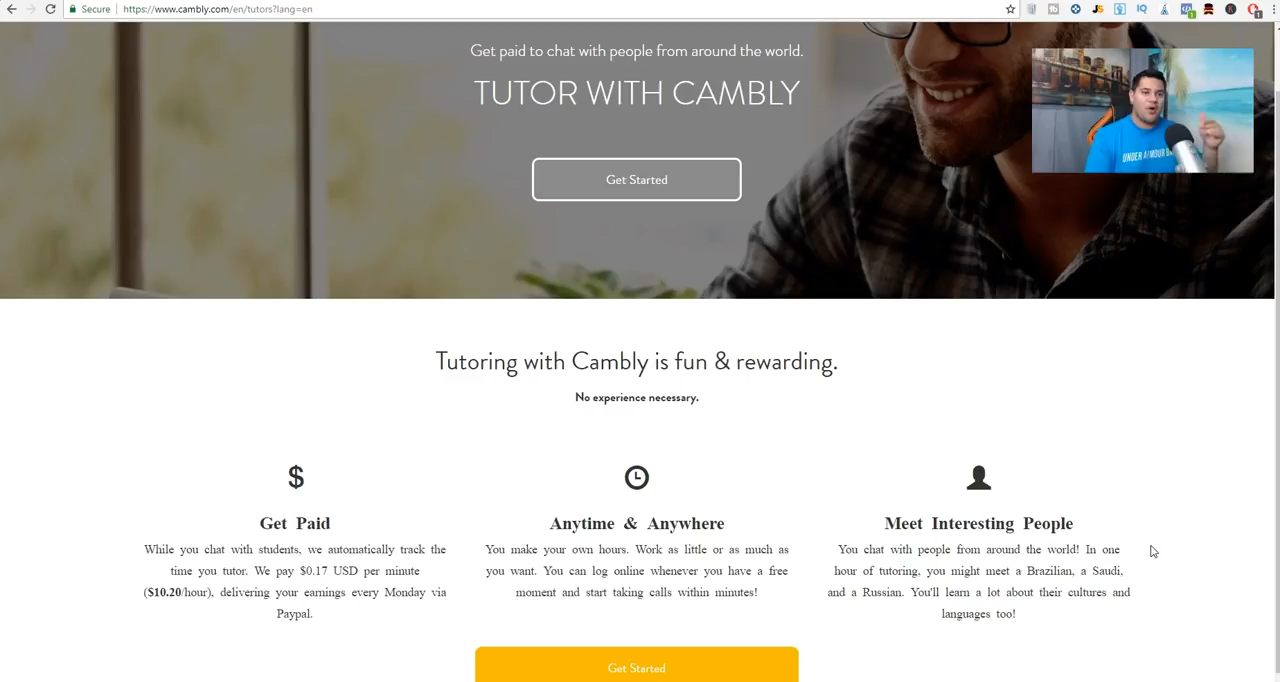 Secure
https://www.cambly.com/en/tutors?lang=en
JS
IQ
Get paid to chat with people from around the world.
TUTOR WITH CAMBLY
Get Started
UNDER ARMOUR
Tutoring with Cambly is fun & rewarding.
No experience necessary.
$
Get Paid
While you chat with students, we automatically track the
time you tutor. We pay $0.17 USD per minute
($10.20/hour), delivering your earnings every Monday via
Paypal.
Anytime & Anywhere
You make your own hours. Work as little or as much as
you want. You can log online whenever you have a free
moment and start taking calls within minutes!
Meet Interesting People
You chat with people from around the world! In one
hour of tutoring, you might meet a Brazilian, a Saudi,
and a Russian. You'll learn a lot about their cultures and
languages too!
Get Started